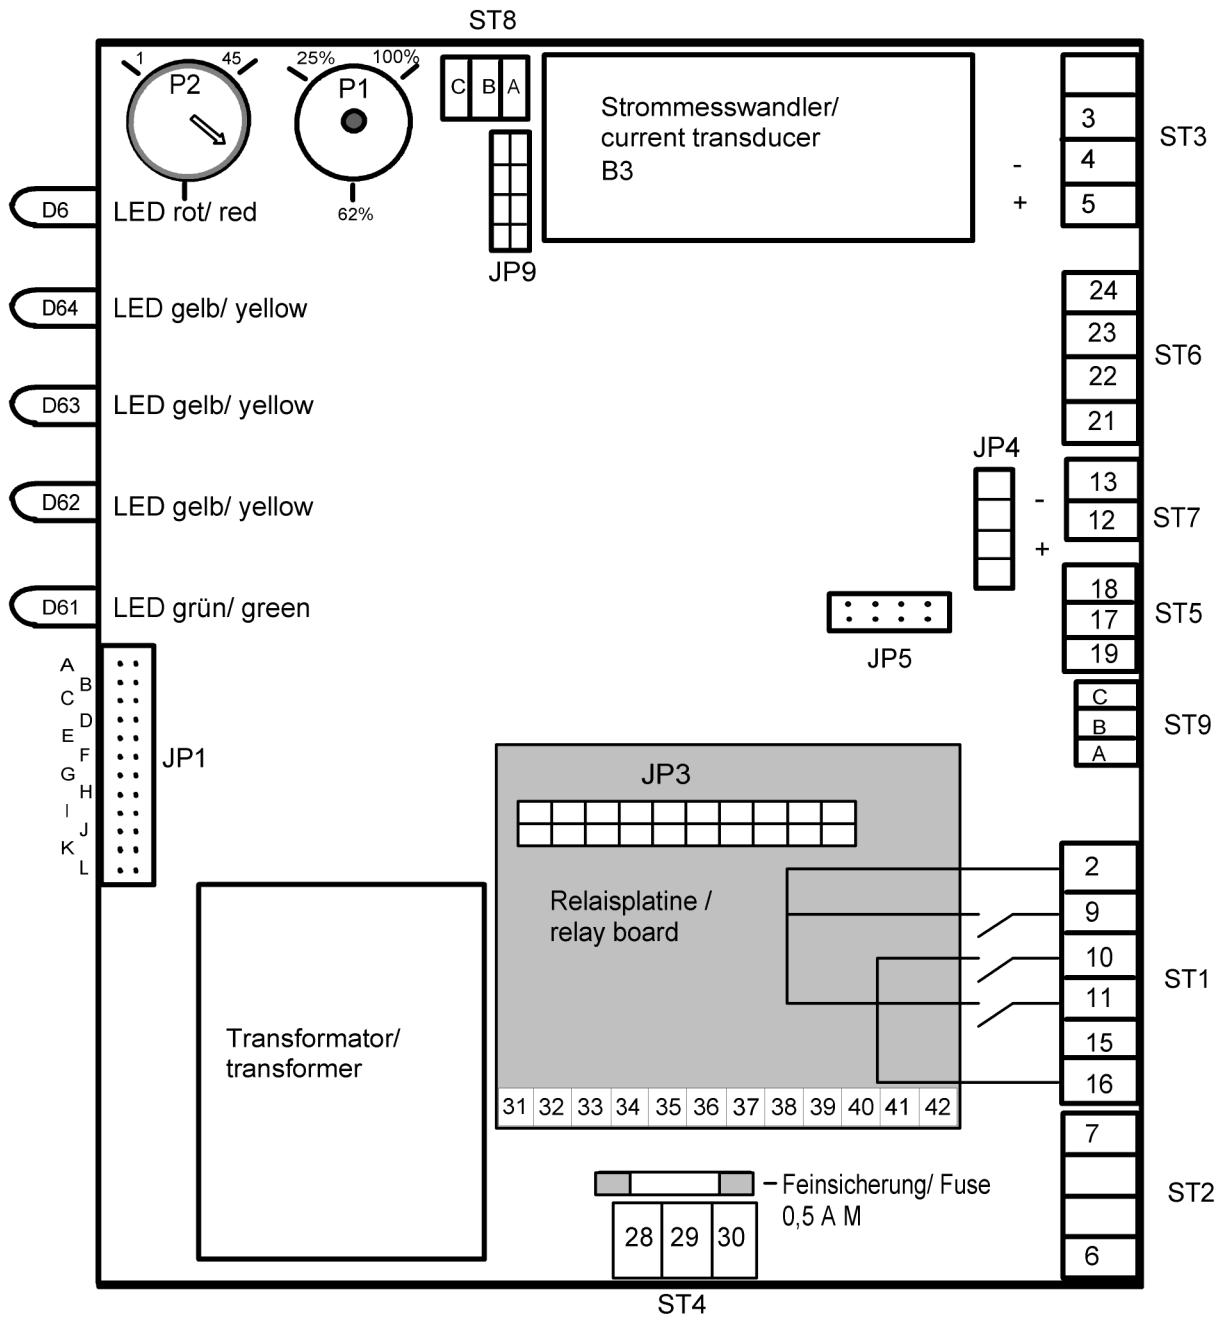 ST8
1
45
P2
25%
100%
P1
62%
C B A
JP9
Strommesswandler/
current transducer
B3
3
4
5
-
+
ST3
D6
LED rot/ red
D64
LED gelb/ yellow
D63
LED gelb/ yellow
D62
LED gelb/ yellow
D61
LED grün/ green
24
23
22
21
ST6
JP4
-
+
13
12
ST7
18
17
19
ST5
JP5
C
B
A
ST9
A
B
C
D
E
F
G
H
I
J
K
L
JP1
JP3
Relaisplatine /
relay board
2
9
10
11
15
16
ST1
Transformator/
transformer
31 32 33 34 35 36 37 38 39 40 41 42
7
6
ST2
Feinsicherung/ Fuse
0,5 A M
28 29 30
ST4